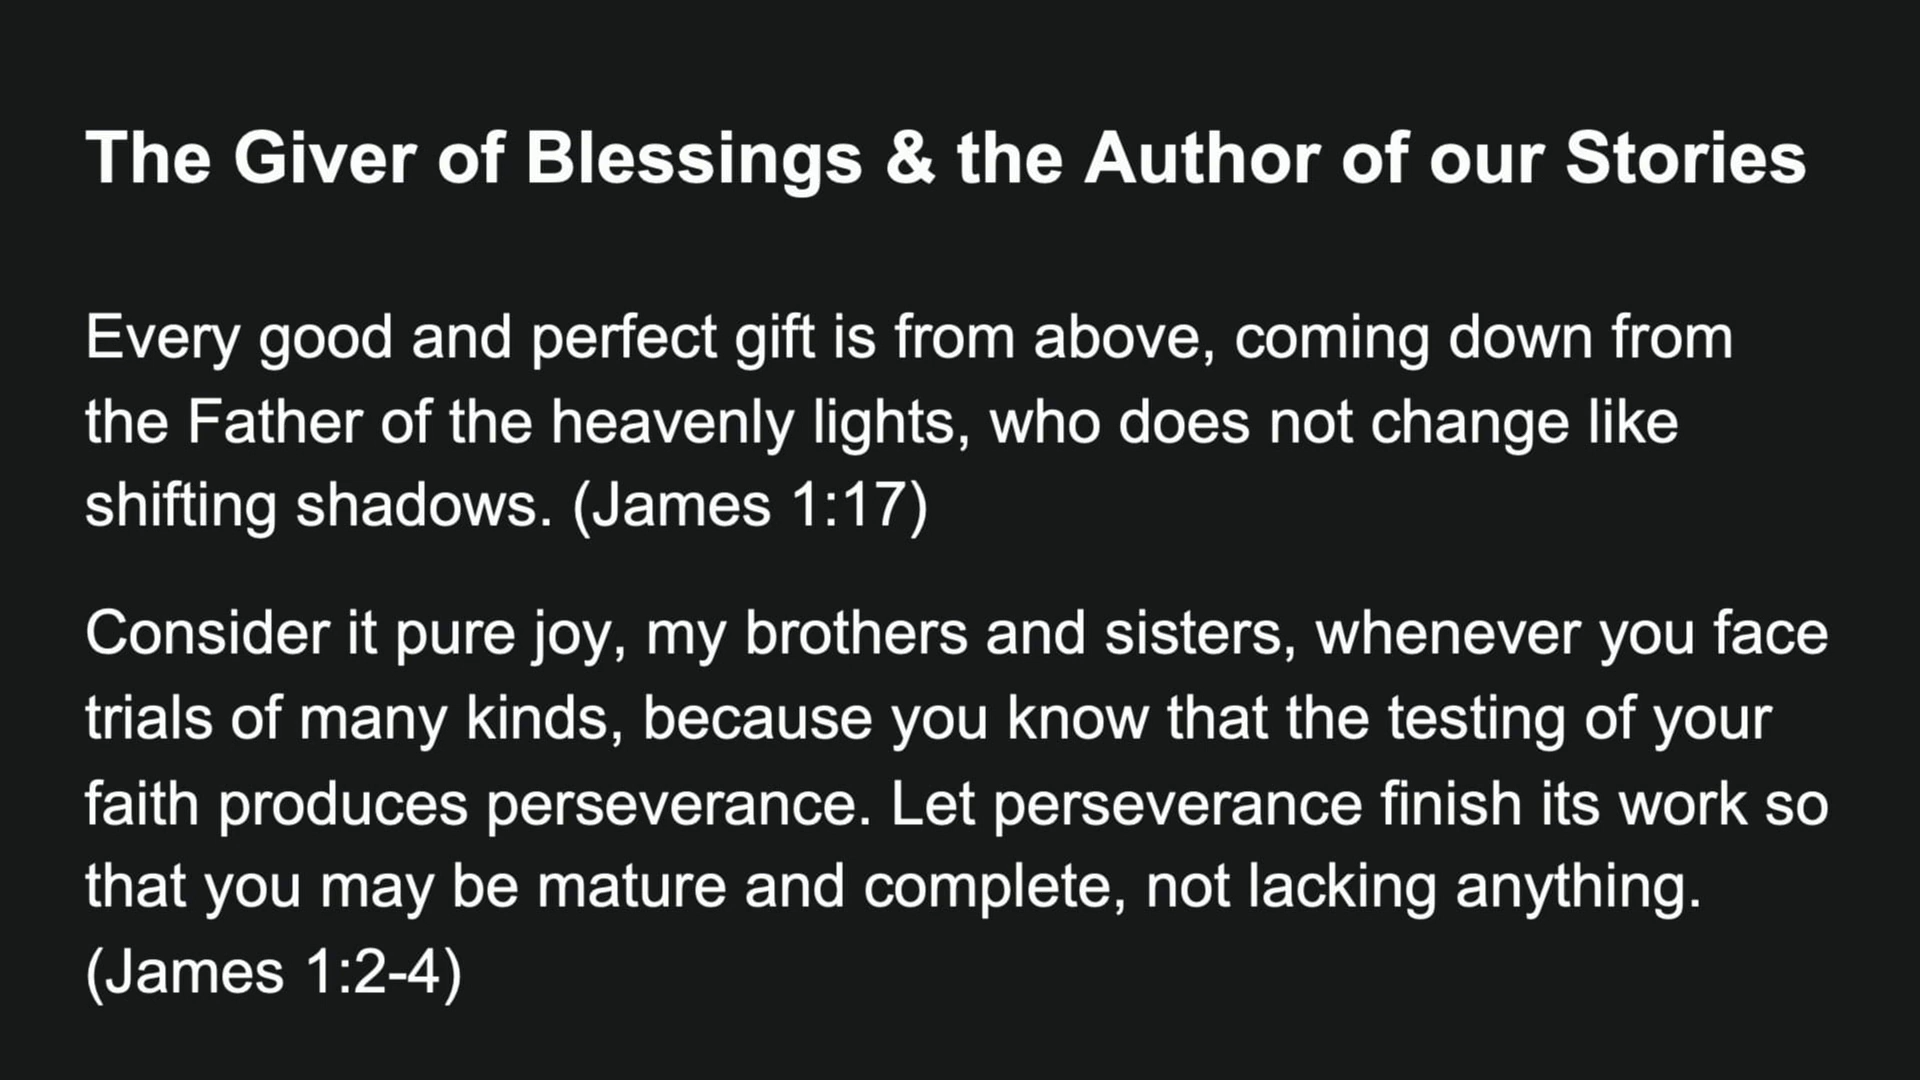 The Giver of Blessings & the Author of our Stories
Every good and perfect gift is from above, coming down from
the Father of the heavenly lights, who does not change like
shifting shadows. (James 1:17)
Consider it pure joy, my brothers and sisters, whenever you face
trials of many kinds, because you know that the testing of your
faith produces perseverance. Let perseverance finish its work so
that you may be mature and complete, not lacking anything.
(James 1:2-4)